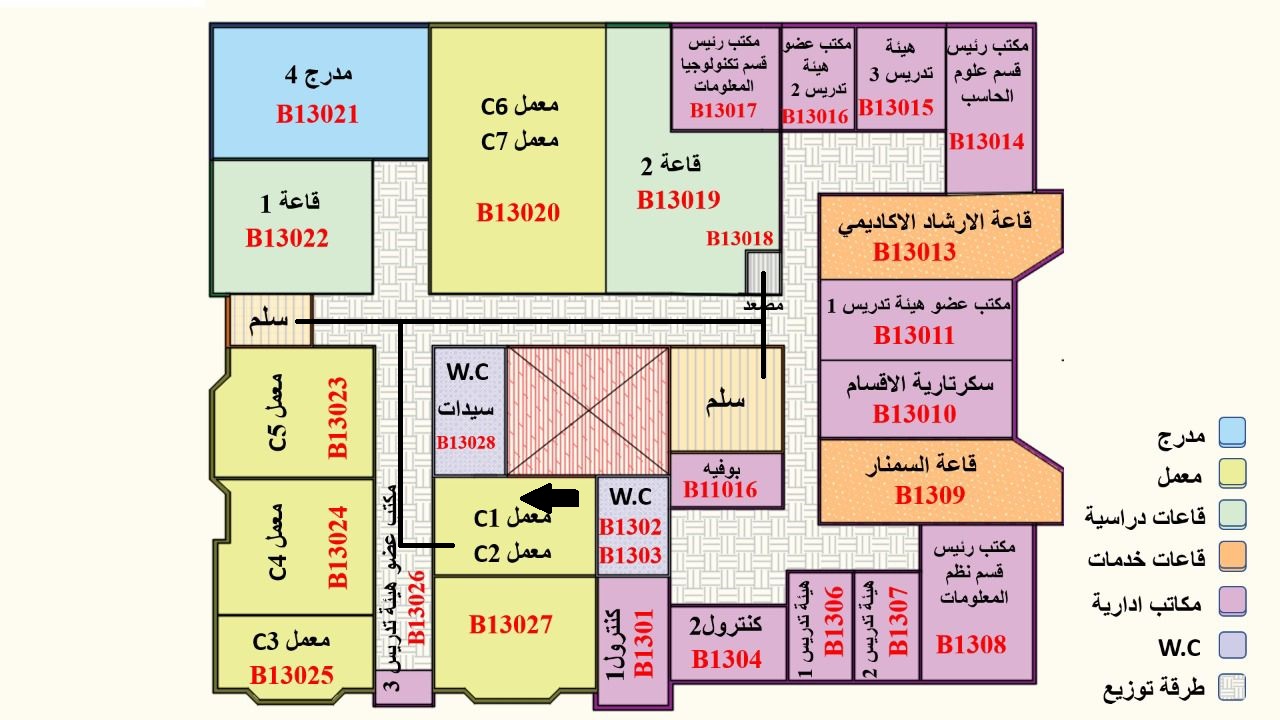 مدرج 4
B13021
معمل C6
معمل C7
B13020
قاعة 2
B13019
B13018
مصعد
مكتب رئيس
قسم تكنولوجيا
المعلومات
B13017
مكتب عضو
هيئة
تدريس 2
B13016
هيئة
تدريس 3
B13015
مكتب رئيس
قسم علوم
الحاسب
B13014
قاعة 1
B13022
قاعة الارشاد الاكاديمي
B13013
سلم
مكتب عضو هيئة تدريس 1
B13011
سكرتارية الاقسام
B13010
قاعة السمنار
B1309
معمل C5
B13023
W.C
سيدات
B13028
سلم
بوفيه
B11016
معمل C4
B13024
معمل C1
معمل C2
W.C
B1302
B1303
مكتب عضو هيئة تدريس 3
B13026
معمل C3
B13025
B13027
كنترول1
B1301
كنترول2
B1304
هيئة تدريس 1
B1306
هيئة تدريس 2
B1307
مكتب رئيس
قسم نظم
المعلومات
B1308
مدرج
معمل
قاعات دراسية
قاعات خدمات
مكاتب ادارية
W.C
طرقة توزيع